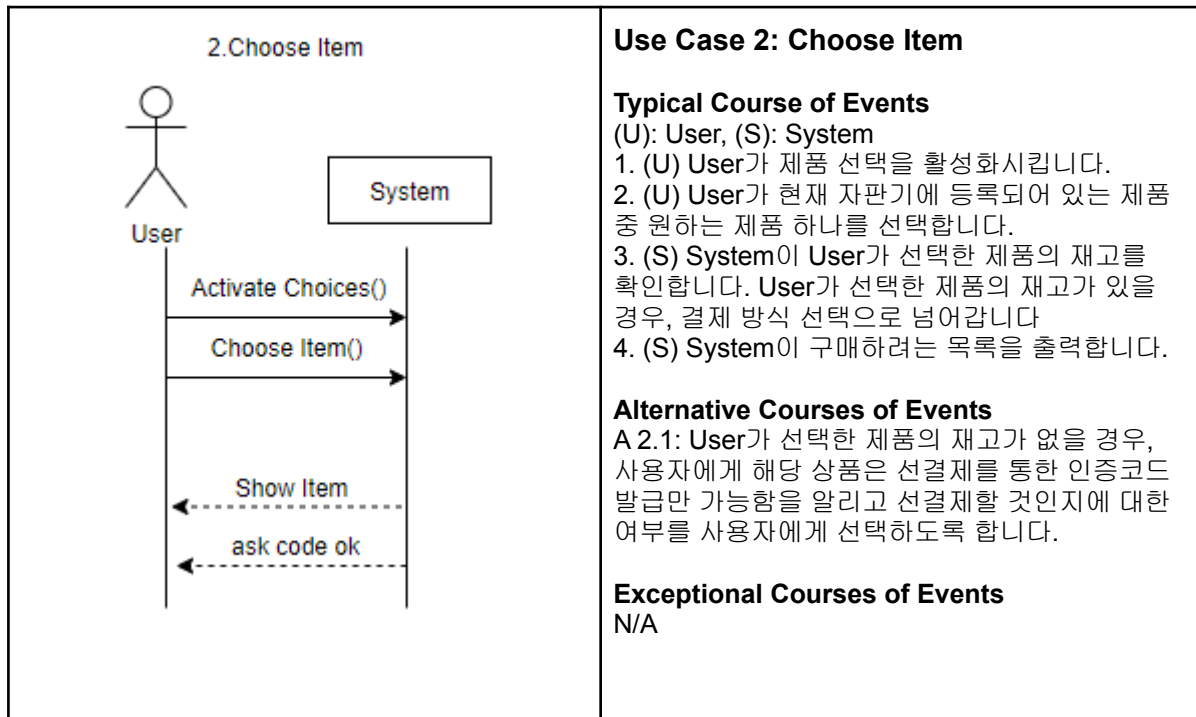 2.Choose Item
User
System
Activate Choices()
Choose Item()
Show Item
ask code ok
Use Case 2: Choose Item
Typical Course of Events
(U): User, (S): System
1. (U) User가 제품 선택을 활성화시킵니다.
2. (U) User가 현재 자판기에 등록되어 있는 제품
중 원하는 제품 하나를 선택합니다.
3. (S) System이 User가 선택한 제품의 재고를
확인합니다. User가 선택한 제품의 재고가 있을
경우, 결제 방식 선택으로 넘어갑니다
4. (S) System이 구매하려는 목록을 출력합니다.
Alternative Courses of Events
A 2.1: User가 선택한 제품의 재고가 없을 경우,
사용자에게 해당 상품은 선결제를 통한 인증코드
발급만 가능함을 알리고 선결제할 것인지에 대한
여부를 사용자에게 선택하도록 합니다.
Exceptional Courses of Events
N/A